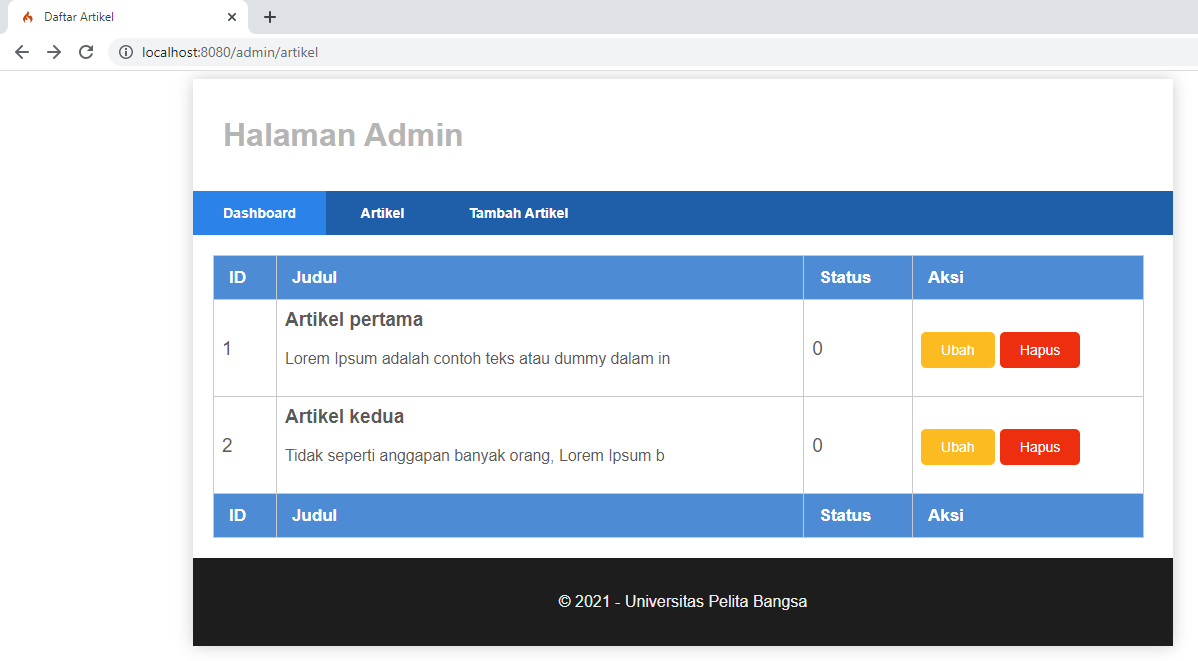 Daftar Artikel
localhost:8080/admin/artikel
Halaman Admin
Dashboard Artikel Tambah Artikel
ID Judul Status Aksi
Artikel pertama
1 Lorem Ipsum adalah contoh teks atau dummy dalam in 0 Ubah Hapus
Artikel kedua
2 Tidak seperti anggapan banyak orang, Lorem Ipsum b 0 Ubah Hapus
ID Judul Status Aksi
© 2021 - Universitas Pelita Bangsa